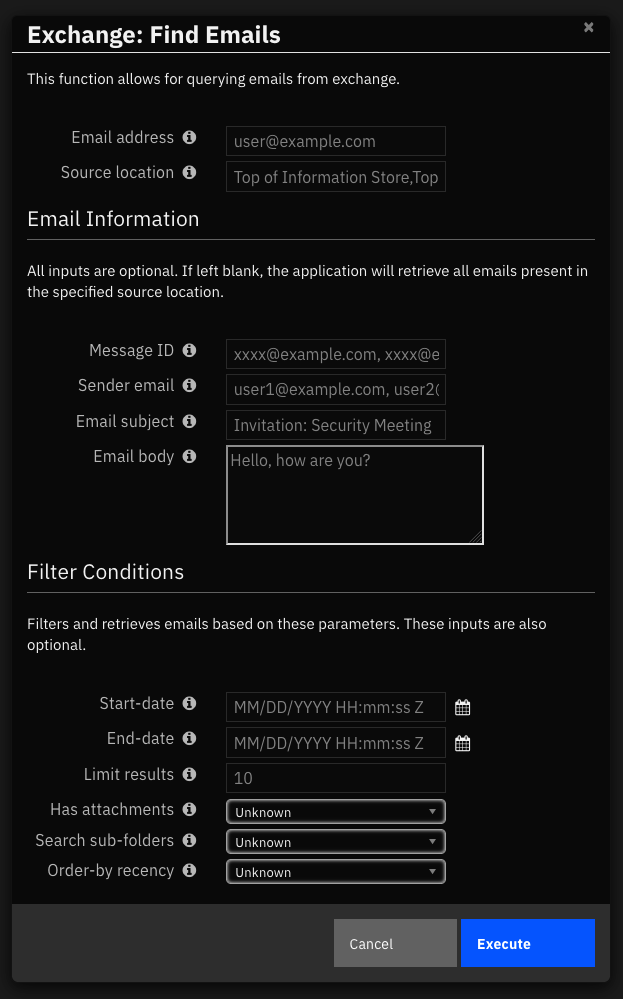 Exchange: Find Emails
This function allows for querying emails from exchange.
Email address
user@example.com
Source location
Top of Information Store,Top
Email Information
All inputs are optional. If left blank, the application will retrieve all emails present in
the specified source location.
Message ID
xxxx@example.com, xxxx@e
Sender email
user1@example.com, user2(
Email subject
Invitation: Security Meeting
Email body
Hello, how are you?
Filter Conditions
Filters and retrieves emails based on these parameters. These inputs are also
optional.
Start-date
MM/DD/YYYY HH:mm:ss Z
End-date
MM/DD/YYYY HH:mm:ss Z
Limit results
10
Has attachments
Unknown
Search sub-folders
Unknown
Order-by recency
Unknown
Cancel
Execute